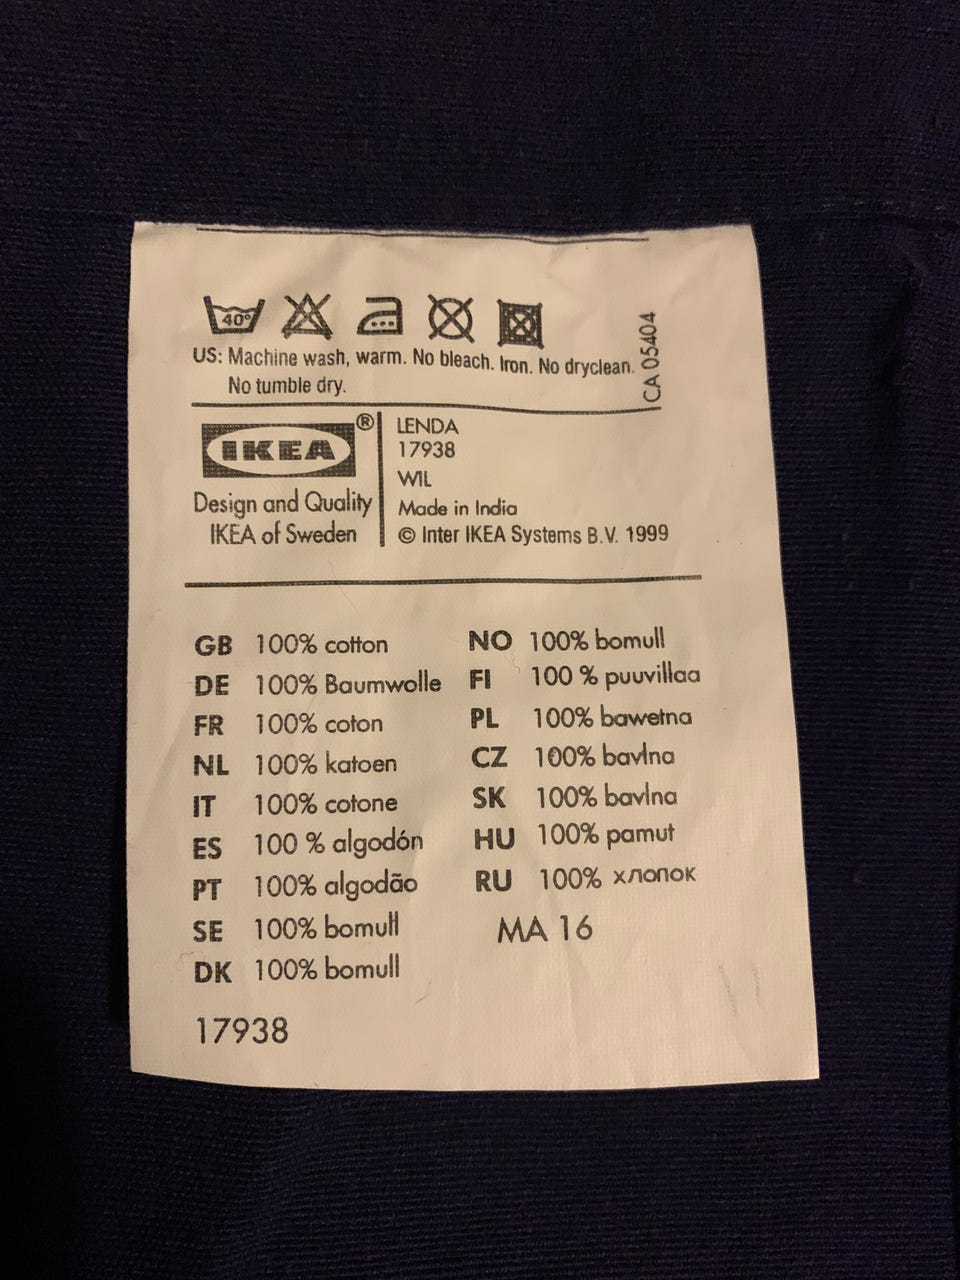 40°
US: Machine wash, warm. No bleach. Iron. No dryclean.
No tumble dry.
CA 05404
IKEA®
Design and Quality
IKEA of Sweden
LENDA
17938
WIL
Made in India
© Inter IKEA Systems B.V. 1999
GB 100% cotton
DE 100% Baumwolle
FR 100% coton
NL 100% katoen
IT 100% cotone
ES 100 % algodón
PT 100% algodão
SE 100% bomull
DK 100% bomull
17938
NO 100% bomull
FI 100 % puuvillaa
PL 100% bawełna
CZ 100% bavlna
SK 100% bavlna
HU 100% pamut
RU 100% хлопок
MA 16